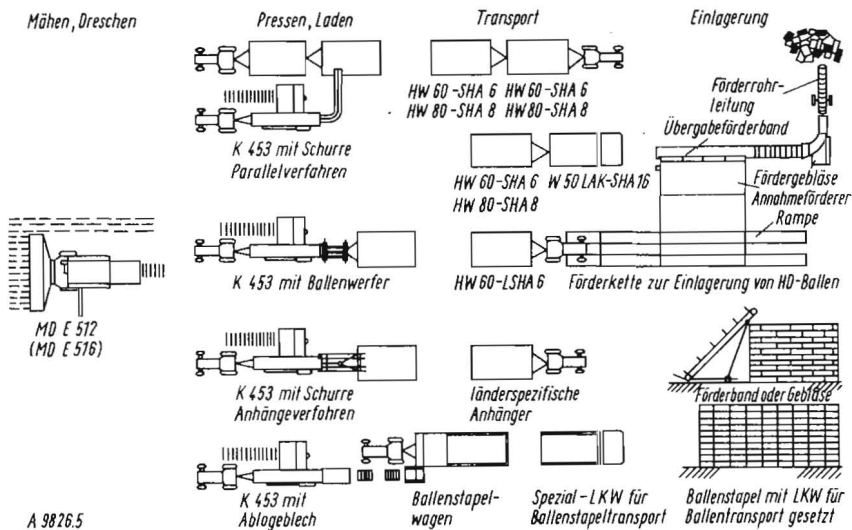 Mähen, Dreschen
Pressen, Laden
Transport
Einlagerung
HW 60-SHA 6 HW 60-SHA 6
HW 80-SHA 8 HW 80-SHA 8
K 453 mit Schurre
Parallelverfahren
Förderrohr-
leitung
Übergabeförderband
HW 60-SHA 6 W 50 LAK-SHA 16
HW 80-SHA 8
Fördergebläse
Annahmeförderer
Rampe
K 453 mit Ballenwerfer
HW 60-LSHA 6
Förderkette zur Einlagerung von HD-Ballen
MD E 512
(MD E 516)
K 453 mit Schurre
Anhängeverfohren
länderspezifische
Anhänger
Förderband oder Gebläse
K 453 mit
Ablogeblech
Ballenstapel-
wagen
Spezial-LKW für
Ballenstapeltransport
Ballenstapel mit LKW für
Ballentransport gesetzt
A 9826.5